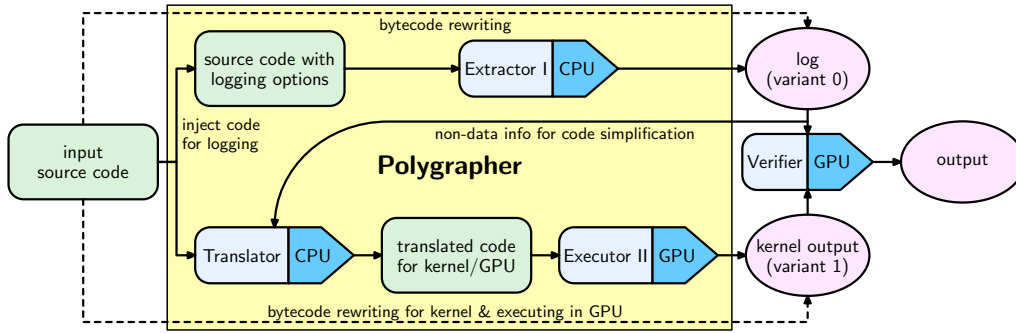 bytecode rewriting
source code with
logging options
Extractor I
CPU
log
(variant 0)
inject code
for logging
non-data info for code simplification
input
source code
Polygrapher
Verifier
GPU
output
Translator
CPU
translated code
for kernel/GPU
Executor II
GPU
kernel output
(variant 1)
bytecode rewriting for kernel & executing in GPU